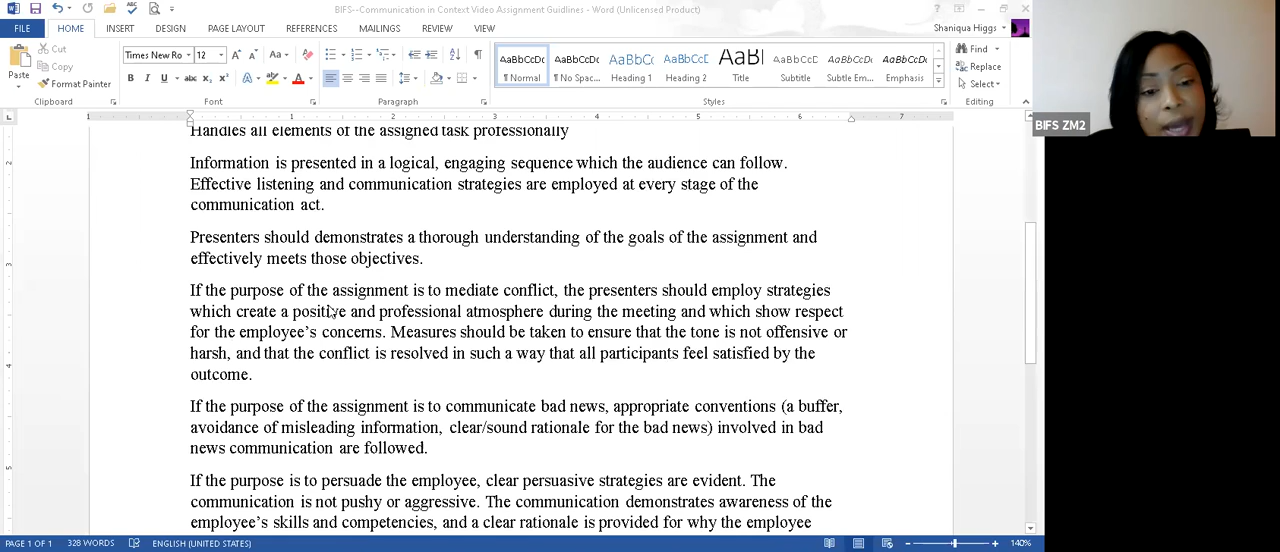 BIFS--Communication in Context Video Assignment Guidlines - Word (Unlicensed Product)
FILE HOME INSERT DESIGN PAGE LAYOUT REFERENCES MAILINGS REVIEW VIEW Shaniqua Higgs
Cut
Copy
Format Painter
Paste
Clipboard
Times New Ro 12
Font
Paragraph
AaBbCcDc AaBbCcDc AaBbCc AaBbCcD AaBl AaBbCcD AaBbCcDc AaBbCcDc
¶ Normal ¶ No Spac... Heading 1 Heading 2 Title Subtitle Subtle Em... Emphasis
Styles
Find
Replace
Select
Editing
BIFS ZM2
Handles all elements of the assigned task professionally
Information is presented in a logical, engaging sequence which the audience can follow.
Effective listening and communication strategies are employed at every stage of the
communication act.
Presenters should demonstrates a thorough understanding of the goals of the assignment and
effectively meets those objectives.
If the purpose of the assignment is to mediate conflict, the presenters should employ strategies
which create a positive and professional atmosphere during the meeting and which show respect
for the employee's concerns. Measures should be taken to ensure that the tone is not offensive or
harsh, and that the conflict is resolved in such a way that all participants feel satisfied by the
outcome.
If the purpose of the assignment is to communicate bad news, appropriate conventions (a buffer,
avoidance of misleading information, clear/sound rationale for the bad news) involved in bad
news communication are followed.
If the purpose is to persuade the employee, clear persuasive strategies are evident. The
communication is not pushy or aggressive. The communication demonstrates awareness of the
employee's skills and competencies, and a clear rationale is provided for why the employee
PAGE 1 OF 1 328 WORDS ENGLISH (UNITED STATES) 140%